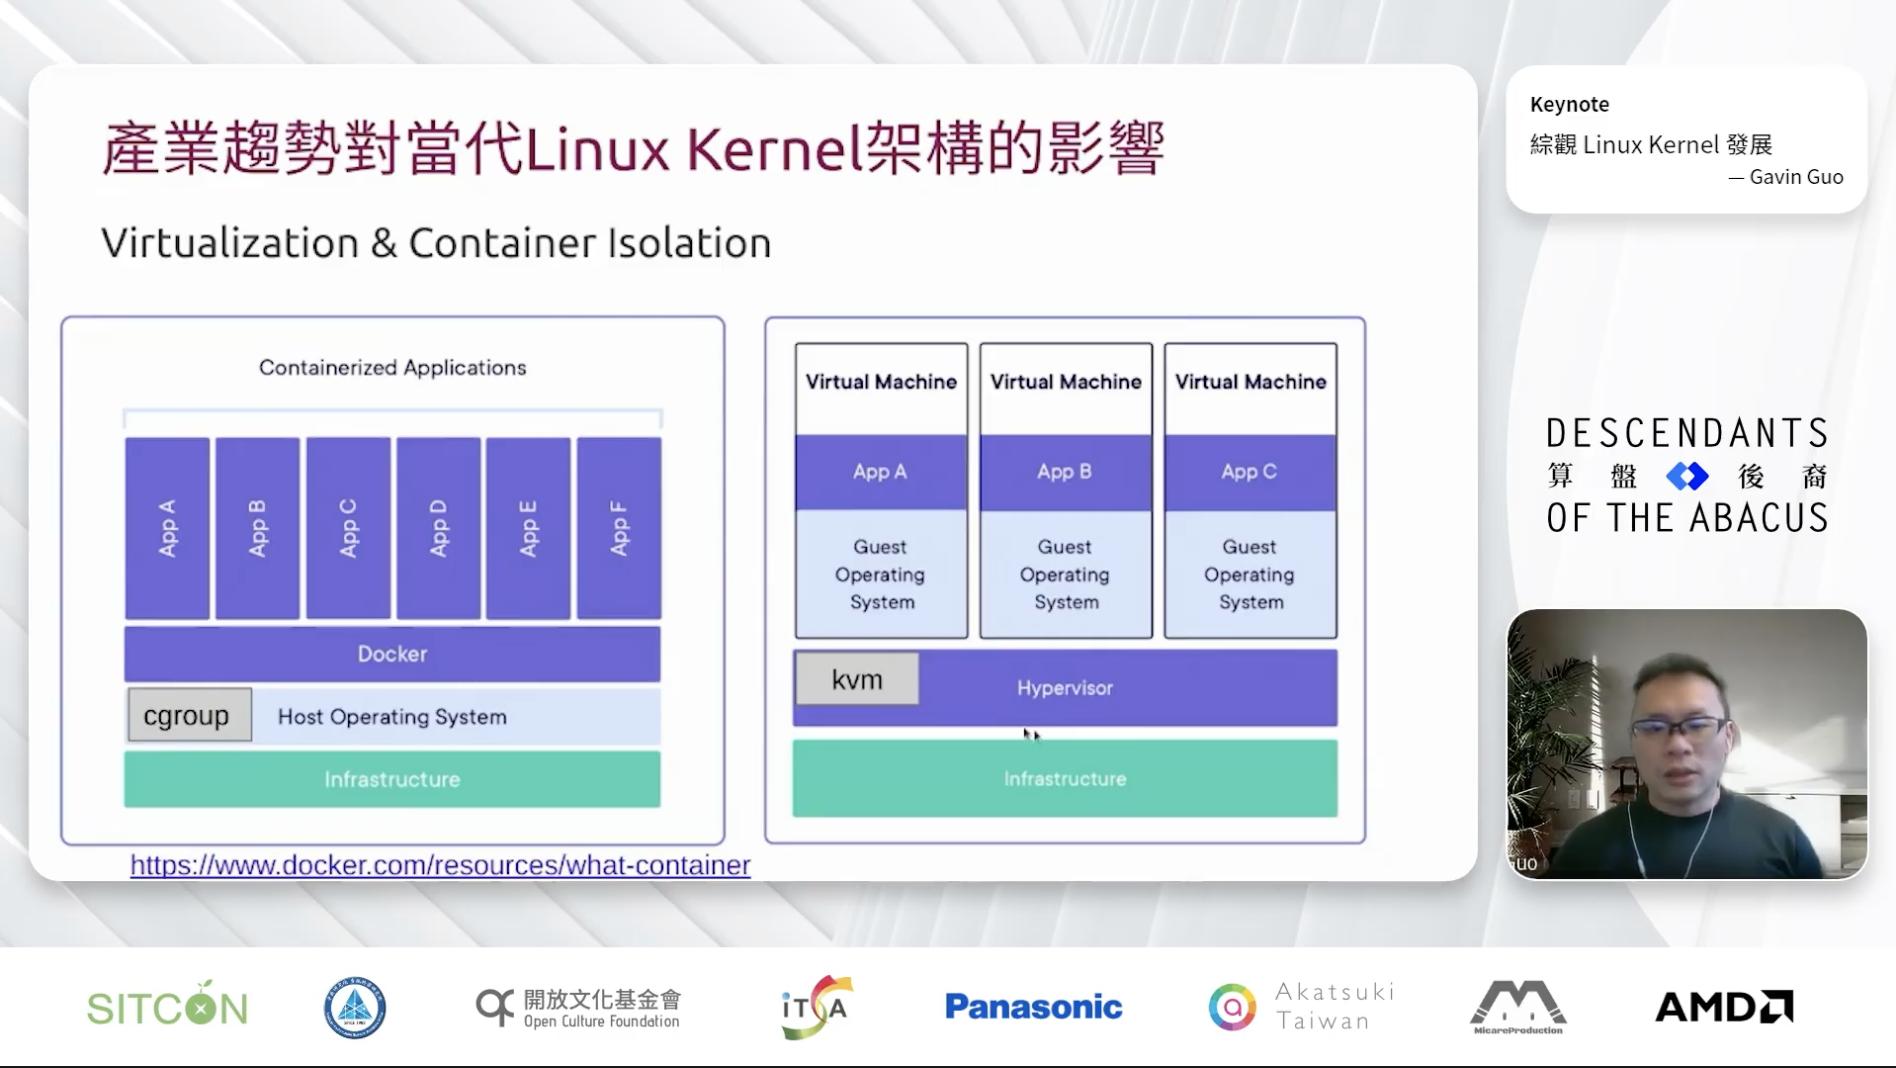 產業趨勢對當代Linux Kernel架構的影響
Virtualization & Container Isolation
Containerized Applications
App A
App B
App C
App D
App E
App F
Docker
cgroup
Host Operating System
Infrastructure
https://www.docker.com/resources/what-container
Virtual Machine
Virtual Machine
Virtual Machine
App A
App B
App C
Guest
Operating
System
Guest
Operating
System
Guest
Operating
System
kvm
Hypervisor
Infrastructure
Keynote
綜觀 Linux Kernel 發展
— Gavin Guo
DESCENDANTS
算盤後裔
OF THE ABACUS
GUO
SITCON
開放文化基金會
Open Culture Foundation
iTSA
Panasonic
Akatsuki
Taiwan
MicareProduction
AMD